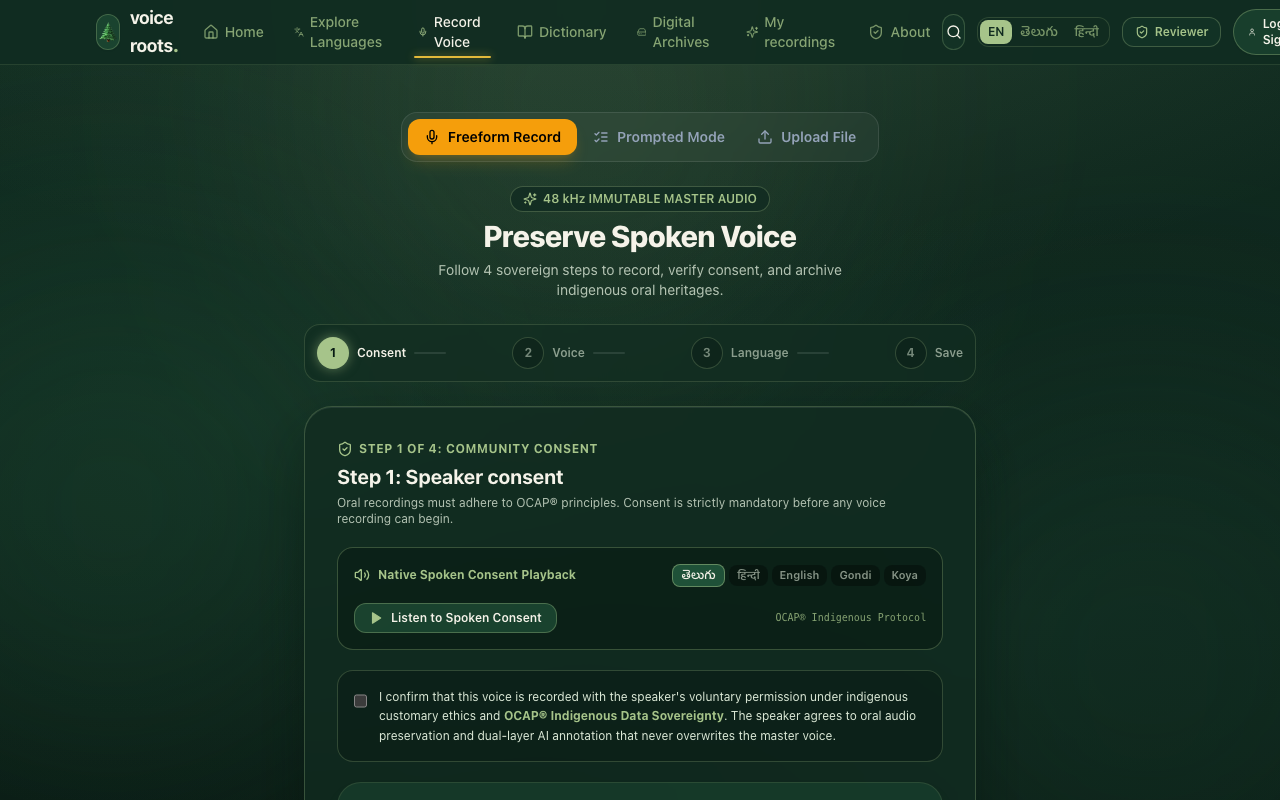 voice
roots.
Home
Explore
Languages
Record
Voice
Dictionary
Digital
Archives
My
recordings
About
EN తెలుగు हिन्दी
Reviewer
Freeform Record
Prompted Mode
Upload File
48 kHz IMMUTABLE MASTER AUDIO
Preserve Spoken Voice
Follow 4 sovereign steps to record, verify consent, and archive
indigenous oral heritages.
1 Consent
2 Voice
3 Language
4 Save
STEP 1 OF 4: COMMUNITY CONSENT
Step 1: Speaker consent
Oral recordings must adhere to OCAP® principles. Consent is strictly mandatory before any voice
recording can begin.
Native Spoken Consent Playback
తెలుగు हिन्दी English Gondi Koya
Listen to Spoken Consent
OCAP® Indigenous Protocol
I confirm that this voice is recorded with the speaker's voluntary permission under indigenous
customary ethics and OCAP® Indigenous Data Sovereignty. The speaker agrees to oral audio
preservation and dual-layer AI annotation that never overwrites the master voice.